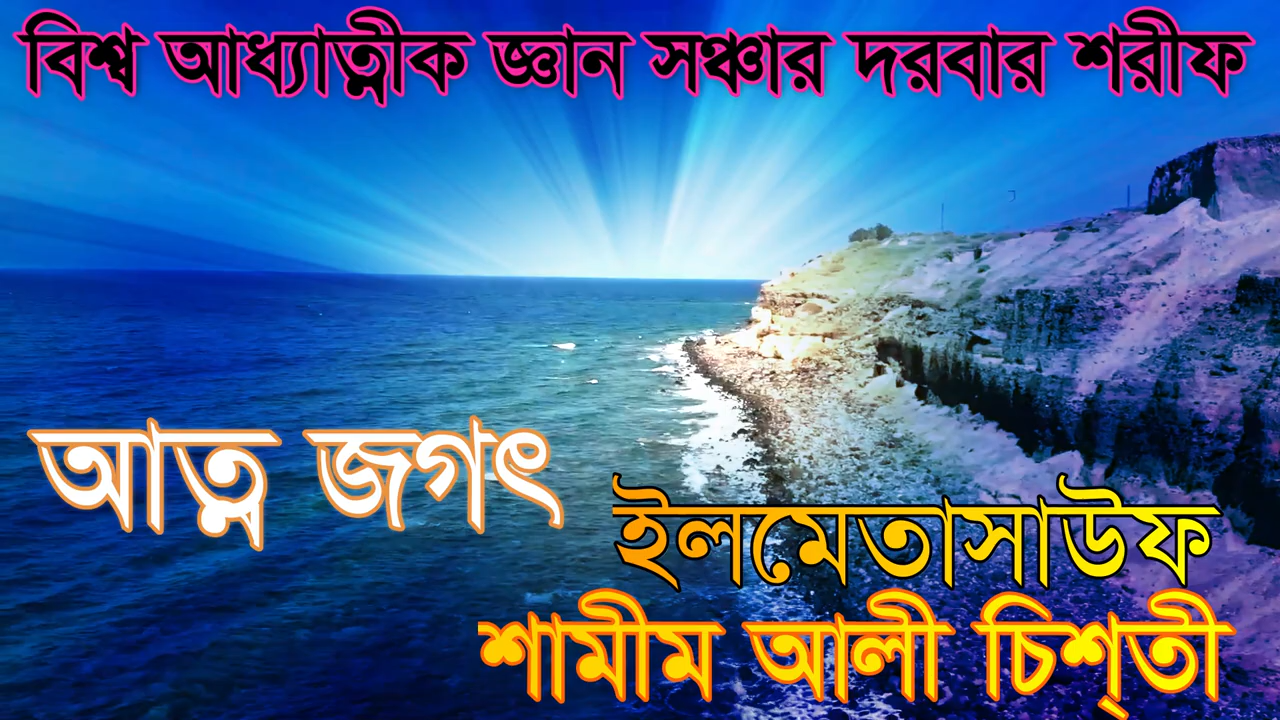 বিশ্ব আধ্যাত্নীক জ্ঞান সঞ্চার দরবার শরীফ
আত্ন জগৎ
ইলমেতাসাউফ
শামীম আলী চিশ্‌তী